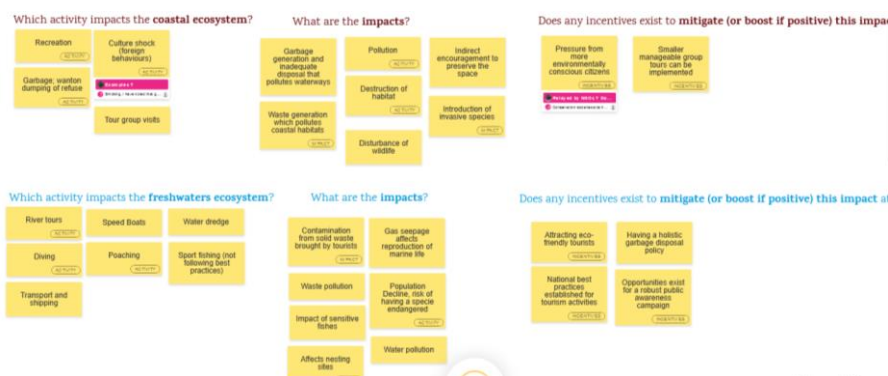 Which activity impacts the coastal ecosystem?
What are the impacts?
Does any incentives exist to mitigate (or boost if positive) this impac
Recreation
ACTIVITY
Culture shock
(foreign
behaviours)
ACTIVITY
Garbage; wanton
dumping of refuse
ACTIVITY
Tour group visits
Garbage
generation and
inadequate
disposal that
pollutes waterways
Pollution
ACTIVITY
Indirect
encouragement to
preserve the
space
Destruction of
habitat
ACTIVITY
Waste generation
which pollutes
coastal habitats
IMPACT
Introduction of
invasive species
ACTIVITY
Disturbance of
wildlife
Pressure from
more
environmentally
conscious citizens
INCENTIVES
Smaller
manageable group
tours can be
implemented
INCENTIVES
Which activity impacts the freshwaters ecosystem?
What are the impacts?
Does any incentives exist to mitigate (or boost if positive) this impact at
River tours
ACTIVITY
Speed Boats
Water dredge
Diving
ACTIVITY
Poaching
ACTIVITY
Sport fishing (not
following best
practices)
Transport and
shipping
Contamination
from solid waste
brought by tourists
IMPACT
Gas seepage
affects
reproduction of
marine life
Waste pollution
Population
Decline, risk of
having a specie
endangered
ACTIVITY
Impact of sensitive
fishes
Affects nesting
sites
Water pollution
Attracting eco-
friendly tourists
INCENTIVES
Having a holistic
garbage disposal
policy
National best
practices
established for
tourism activities
INCENTIVES
Opportunities exist
for a robust public
awareness
campaign
INCENTIVES